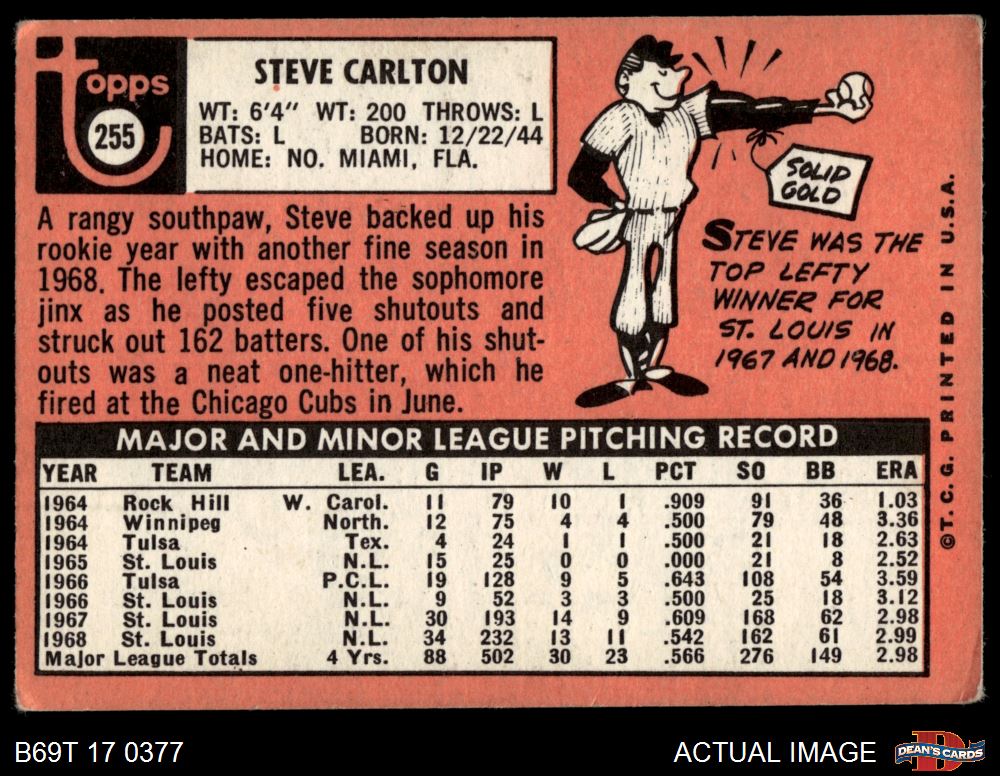 topps
255
STEVE CARLTON
WT: 6'4" WT: 200 THROWS: L
BATS: L BORN: 12/22/44
HOME: NO. MIAMI, FLA.
SOLID
GOLD
STEVE WAS THE
TOP LEFTY
WINNER FOR
ST. LOUIS IN
1967 AND 1968.
A rangy southpaw, Steve backed up his
rookie year with another fine season in
1968. The lefty escaped the sophomore
jinx as he posted five shutouts and
struck out 162 batters. One of his shut-
outs was a neat one-hitter, which he
fired at the Chicago Cubs in June.
©T. C. G. PRINTED IN U.S.A.
MAJOR AND MINOR LEAGUE PITCHING RECORD
YEAR TEAM LEA. G IP W L PCT SO BB ERA
1964 Rock Hill W. Carol. 11 79 10 1 .909 91 36 1.03
1964 Winnipeg North. 12 75 4 4 .500 79 48 3.36
1964 Tulsa Tex. 4 24 1 1 .500 21 18 2.63
1965 St. Louis N.L. 15 25 0 0 .000 21 8 2.52
1966 Tulsa P.C.L. 19 128 9 5 .643 108 54 3.59
1966 St. Louis N.L. 9 52 3 3 .500 25 18 3.12
1967 St. Louis N.L. 30 193 14 9 .609 168 62 2.98
1968 St. Louis N.L. 34 232 13 11 .542 162 61 2.99
Major League Totals 4 Yrs. 88 502 30 23 .566 276 149 2.98
B69T 17 0377
ACTUAL IMAGE
D
DEAN'S CARDS